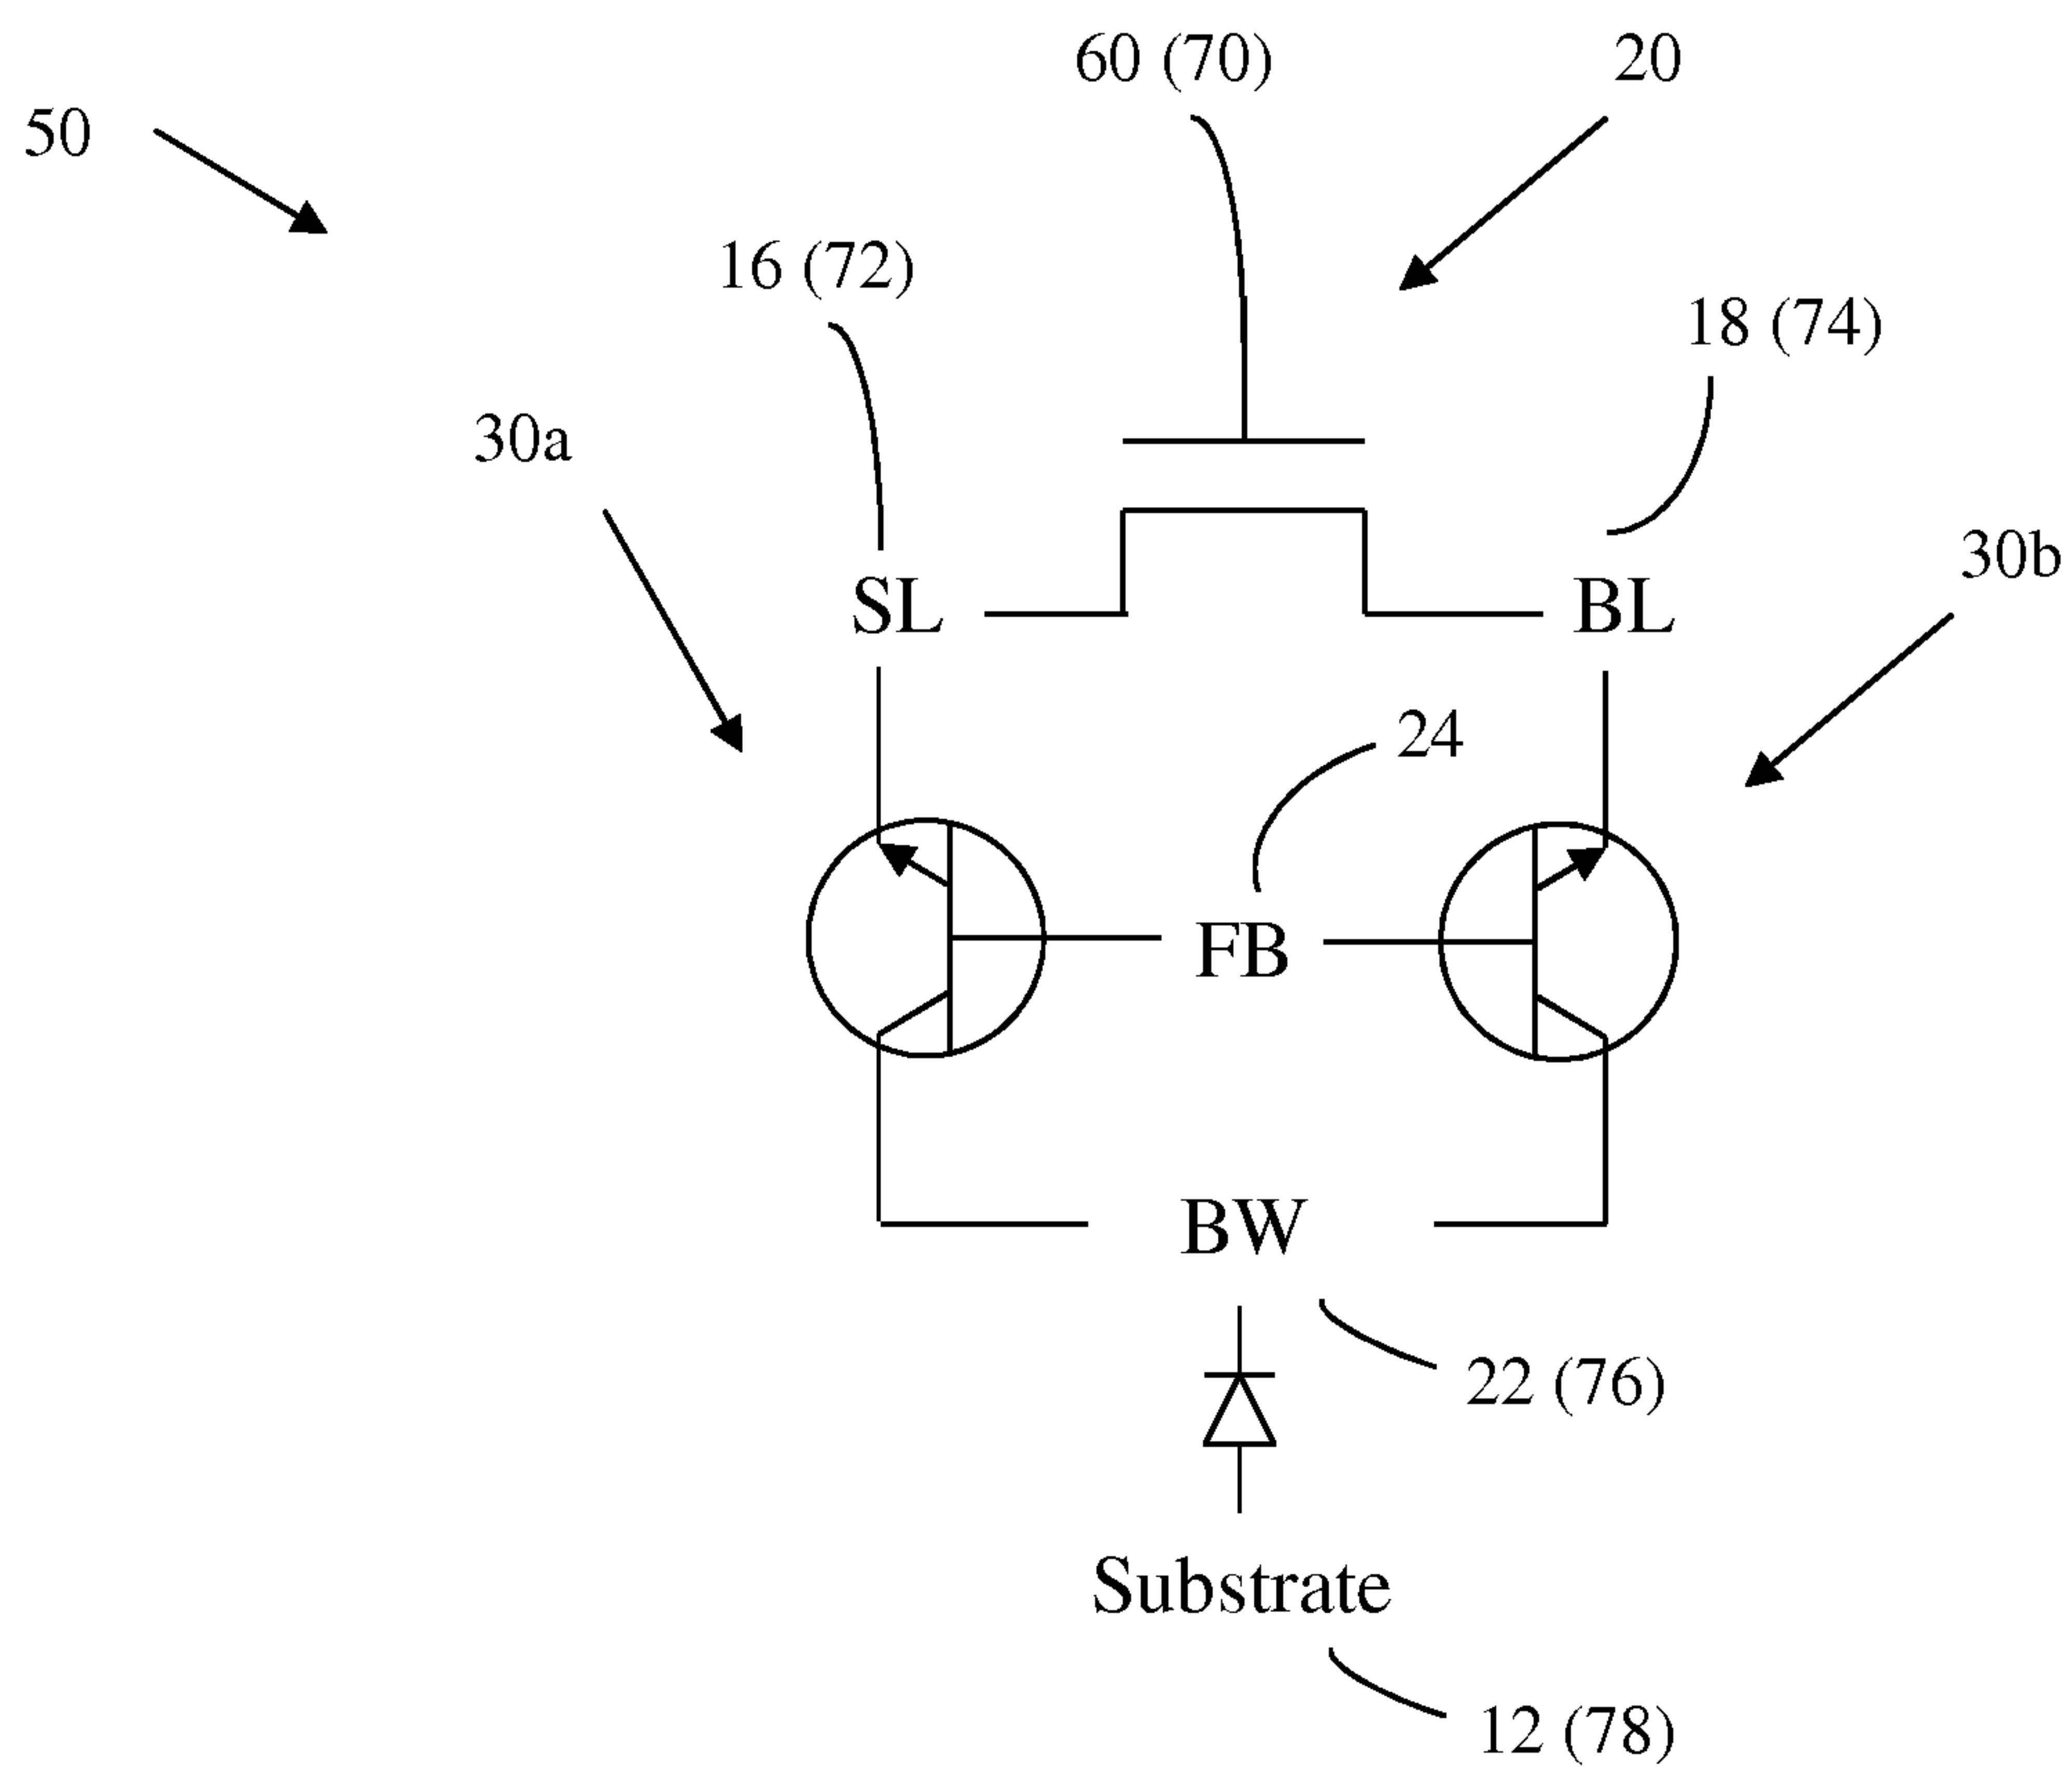 60 (70)
20
50
16 (72)
18 (74)
30a
30b
SL
BL
24
FB
BW
22 (76)
Substrate
12 (78)